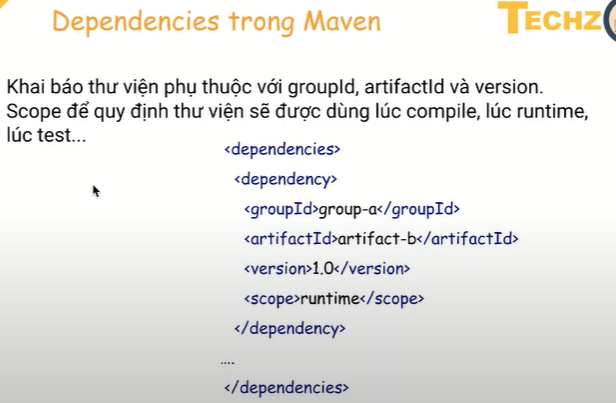 Dependencies trong Maven
TECHZ
Khai báo thư viện phụ thuộc với groupId, artifactId và version.
Scope để quy định thư viện sẽ được dùng lúc compile, lúc runtime,
lúc test...
<dependencies>
<dependency>
<groupId>group-a</groupId>
<artifactId>artifact-b</artifactId>
<version>1.0</version>
<scope>runtime</scope>
</dependency>
....
</dependencies>